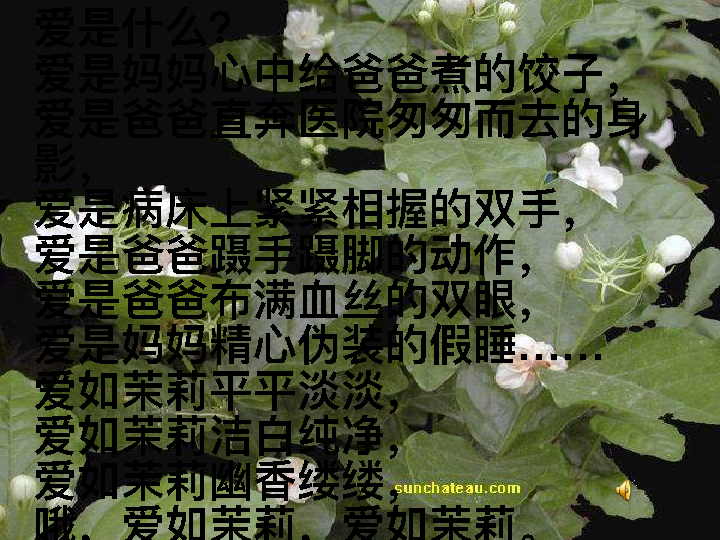 爱是什么？
爱是妈妈心中给爸爸煮的饺子，
爱是爸爸直奔医院匆匆而去的身
影，
爱是病床上紧紧相握的双手，
爱是爸爸蹑手蹑脚的动作，
爱是爸爸布满血丝的双眼，
爱是妈妈精心伪装的假睡……
爱如茉莉平平淡淡，
爱如茉莉洁白纯净，
爱如茉莉幽香缕缕，
sunchateau.com
哦，爱如茉莉，爱如茉莉。